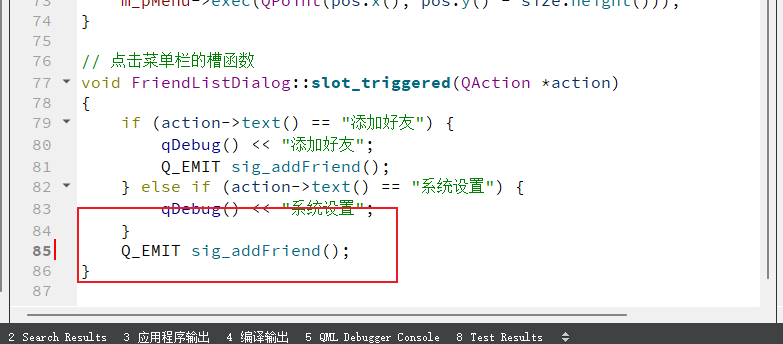 73 m_pMenu->exec(QPoint(pos.x(), pos.y() - size.height()));
74 }
75
76 // 点击菜单栏的槽函数
77 void FriendListDialog::slot_triggered(QAction *action)
78 {
79 if (action->text() == "添加好友") {
80 qDebug() << "添加好友";
81 Q_EMIT sig_addFriend();
82 } else if (action->text() == "系统设置") {
83 qDebug() << "系统设置";
84 }
85 Q_EMIT sig_addFriend();
86 }
87
2 Search Results 3 应用程序输出 4 编译输出 5 QML Debugger Console 8 Test Results